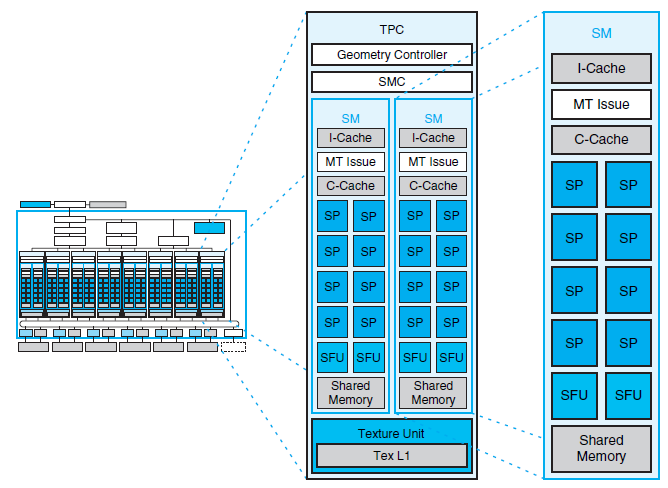 TPC
Geometry Controller
SMC
SM
I-Cache
MT Issue
C-Cache
SP SP
SP SP
SP SP
SP SP
SFU SFU
Shared
Memory
SM
I-Cache
MT Issue
C-Cache
SP SP
SP SP
SP SP
SP SP
SFU SFU
Shared
Memory
Texture Unit
Tex L1
SM
I-Cache
MT Issue
C-Cache
SP SP
SP SP
SP SP
SP SP
SFU SFU
Shared
Memory